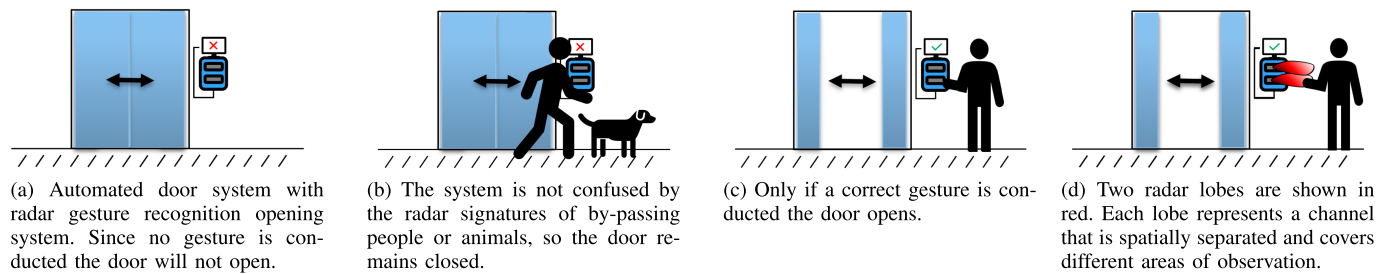 (a) Automated door system with
radar gesture recognition opening
system. Since no gesture is con-
ducted the door will not open.
(b) The system is not confused by
the radar signatures of by-passing
people or animals, so the door re-
mains closed.
(c) Only if a correct gesture is con-
ducted the door opens.
(d) Two radar lobes are shown in
red. Each lobe represents a channel
that is spatially separated and covers
different areas of observation.